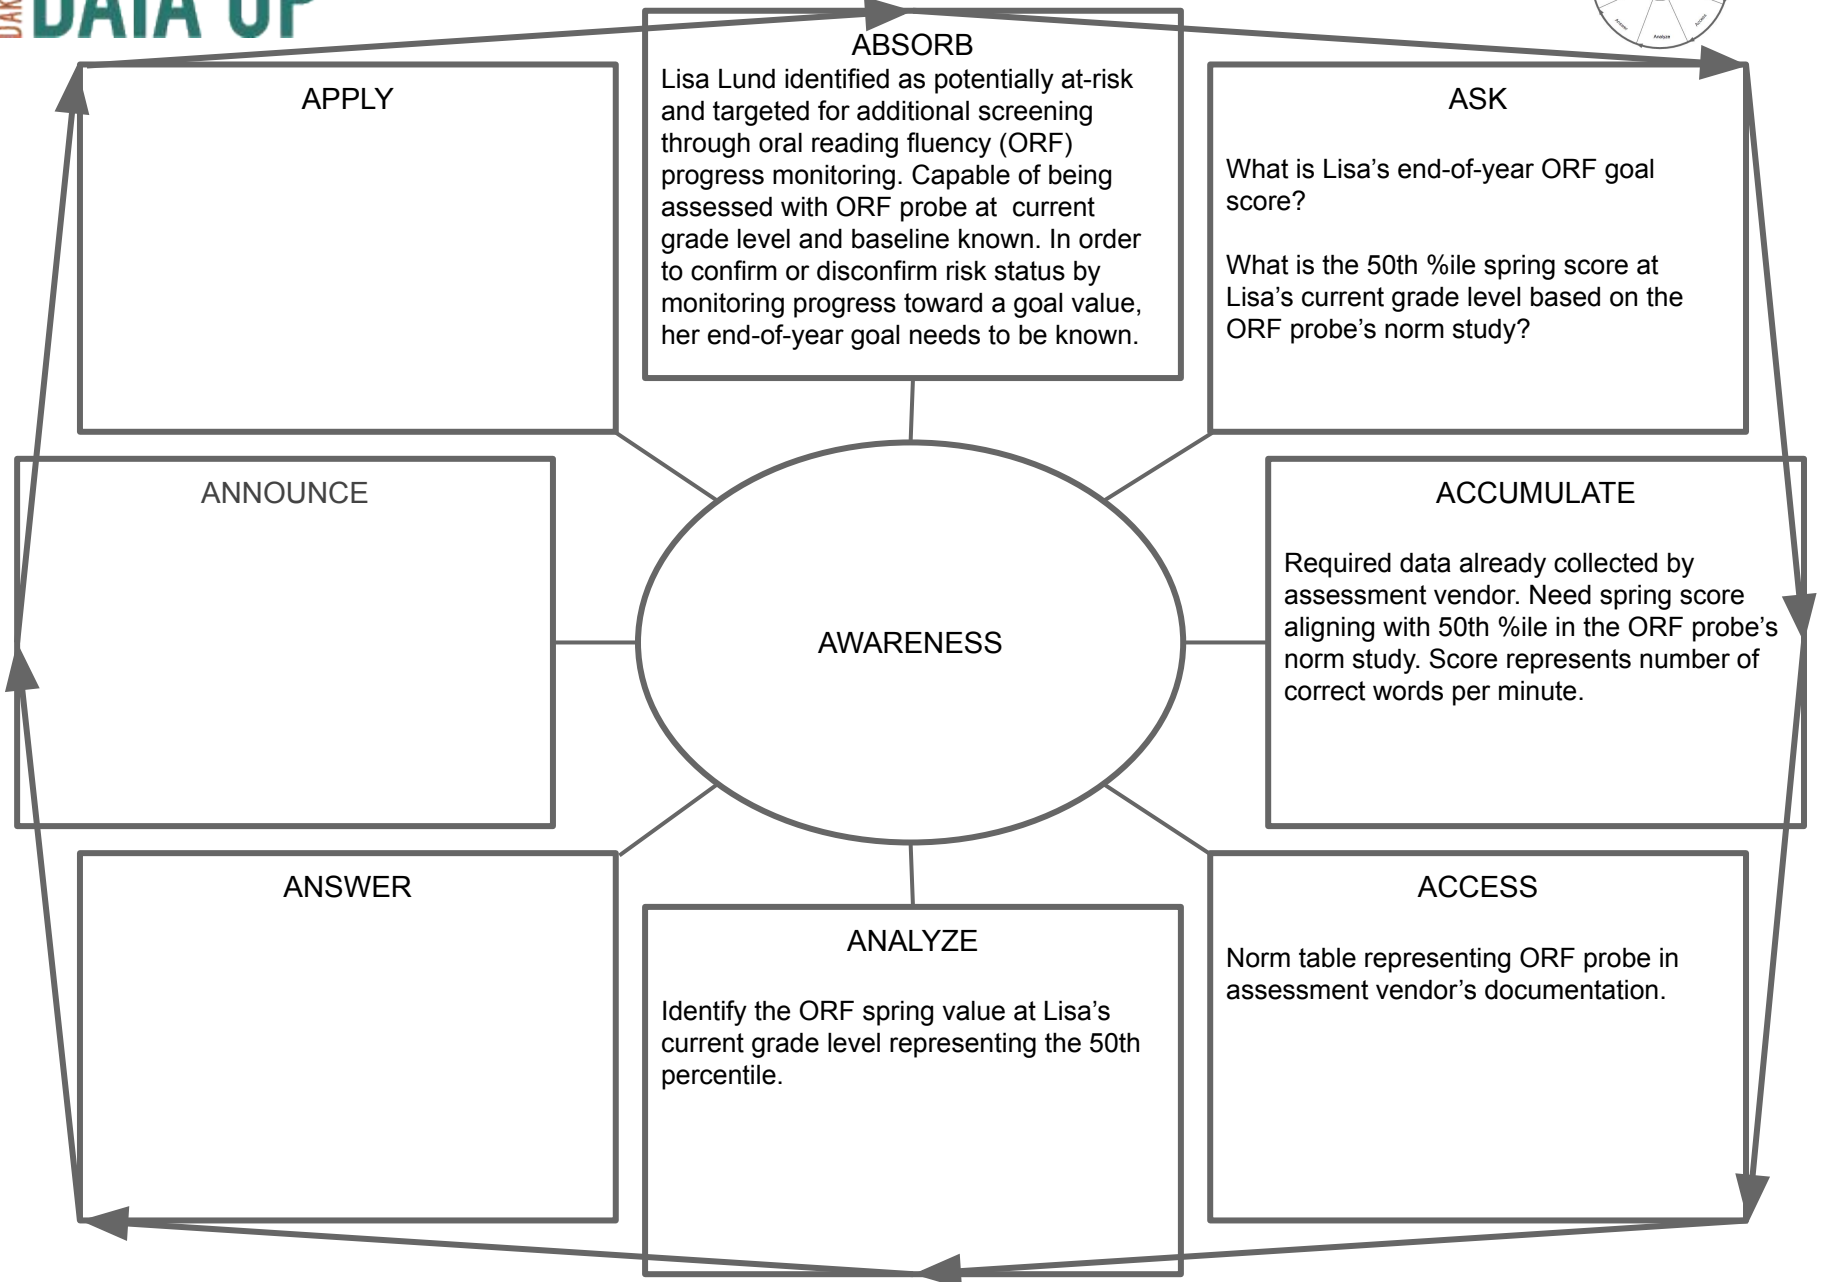 DATA UP
ABSORB
Lisa Lund identified as potentially at-risk
and targeted for additional screening
through oral reading fluency (ORF)
progress monitoring. Capable of being
assessed with ORF probe at  current
grade level and baseline known. In order
to confirm or disconfirm risk status by
monitoring progress toward a goal value,
her end-of-year goal needs to be known.
ASK
What is Lisa’s end-of-year ORF goal
score?
What is the 50th %ile spring score at
Lisa’s current grade level based on the
ORF probe’s norm study?
ACCUMULATE
Required data already collected by
assessment vendor. Need spring score
aligning with 50th %ile in the ORF probe’s
norm study. Score represents number of
correct words per minute.
ACCESS
Norm table representing ORF probe in
assessment vendor’s documentation.
ANALYZE
Identify the ORF spring value at Lisa’s
current grade level representing the 50th
percentile.
ANSWER
ANNOUNCE
APPLY
AWARENESS
Answer
Analyze
Access